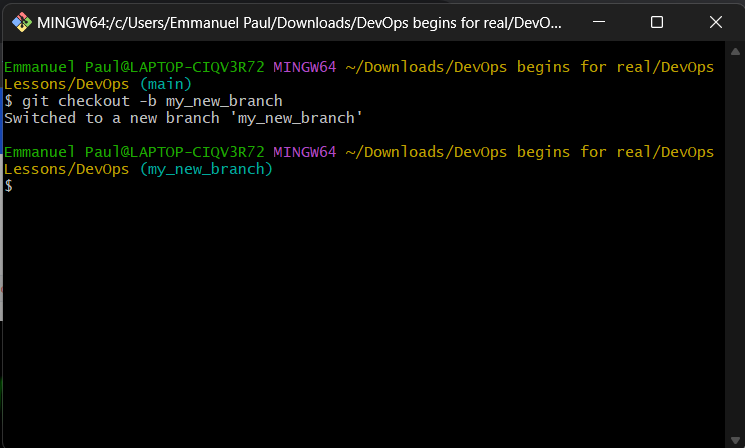 MINGW64:/c/Users/Emmanuel Paul/Downloads/DevOps begins for real/DevO...
Emmanuel Paul@LAPTOP-CIQV3R72 MINGW64 ~/Downloads/DevOps begins for real/DevOps
Lessons/DevOps (main)
$ git checkout -b my_new_branch
Switched to a new branch 'my_new_branch'
Emmanuel Paul@LAPTOP-CIQV3R72 MINGW64 ~/Downloads/DevOps begins for real/DevOps
Lessons/DevOps (my_new_branch)
$